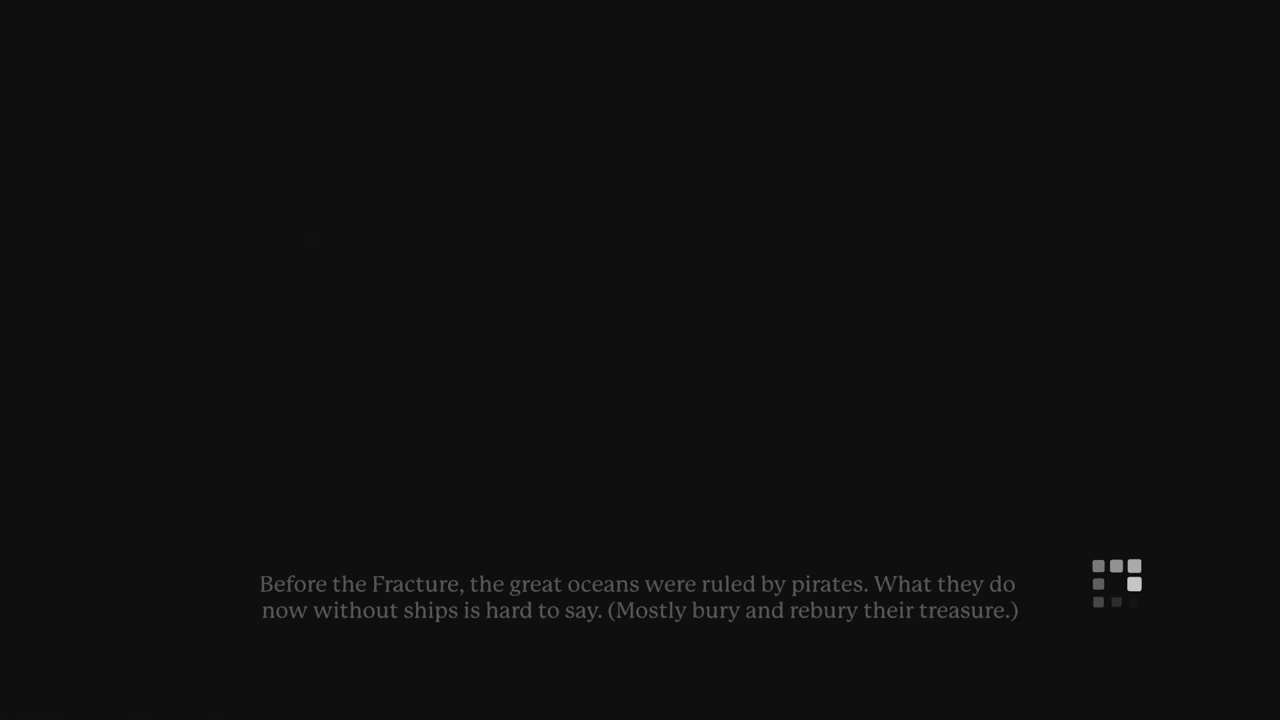 Before the Fracture, the great oceans were ruled by pirates. What they do
now without ships is hard to say. (Mostly bury and rebury their treasure.)